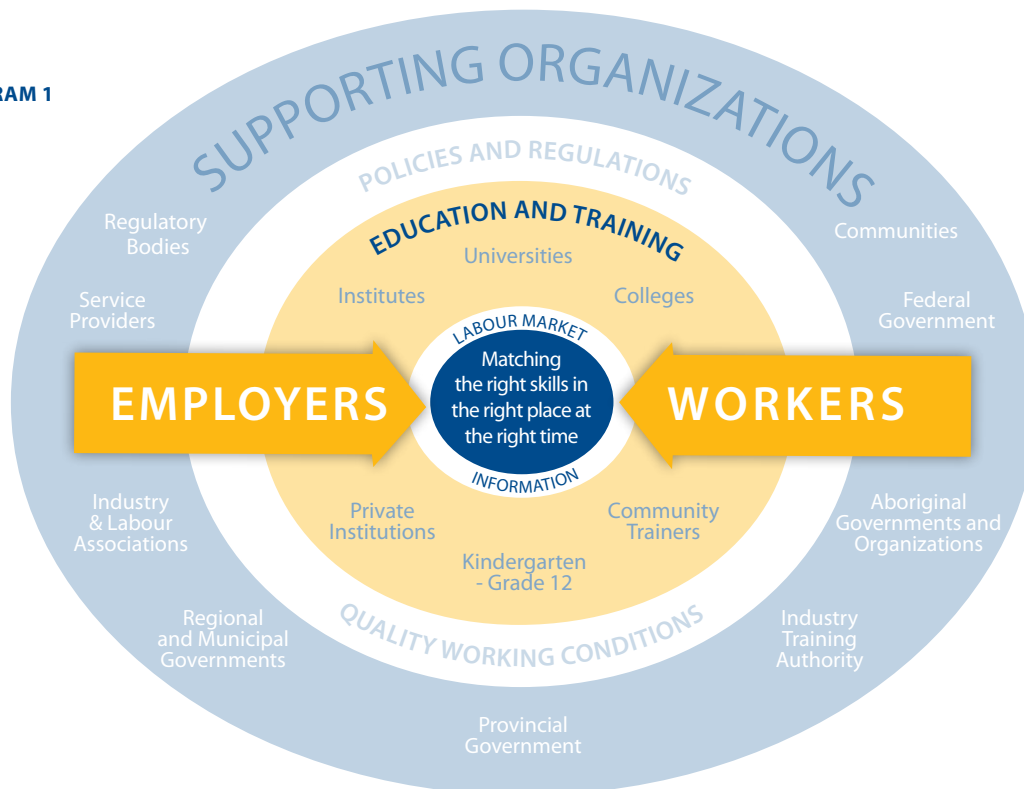 RAM 1
SUPPORTING ORGANIZATIONS
POLICIES AND REGULATIONS
EDUCATION AND TRAINING
Regulatory
Bodies
Universities
Communities
Institutes
Colleges
Service
Providers
Federal
Government
LABOUR MARKET
Matching
the right skills in
the right place at
the right time
INFORMATION
EMPLOYERS
WORKERS
Industry
& Labour
Associations
Private
Institutions
Community
Trainers
Aboriginal
Governments and
Organizations
Kindergarten
- Grade 12
QUALITY WORKING CONDITIONS
Regional
and Municipal
Governments
Industry
Training
Authority
Provincial
Government